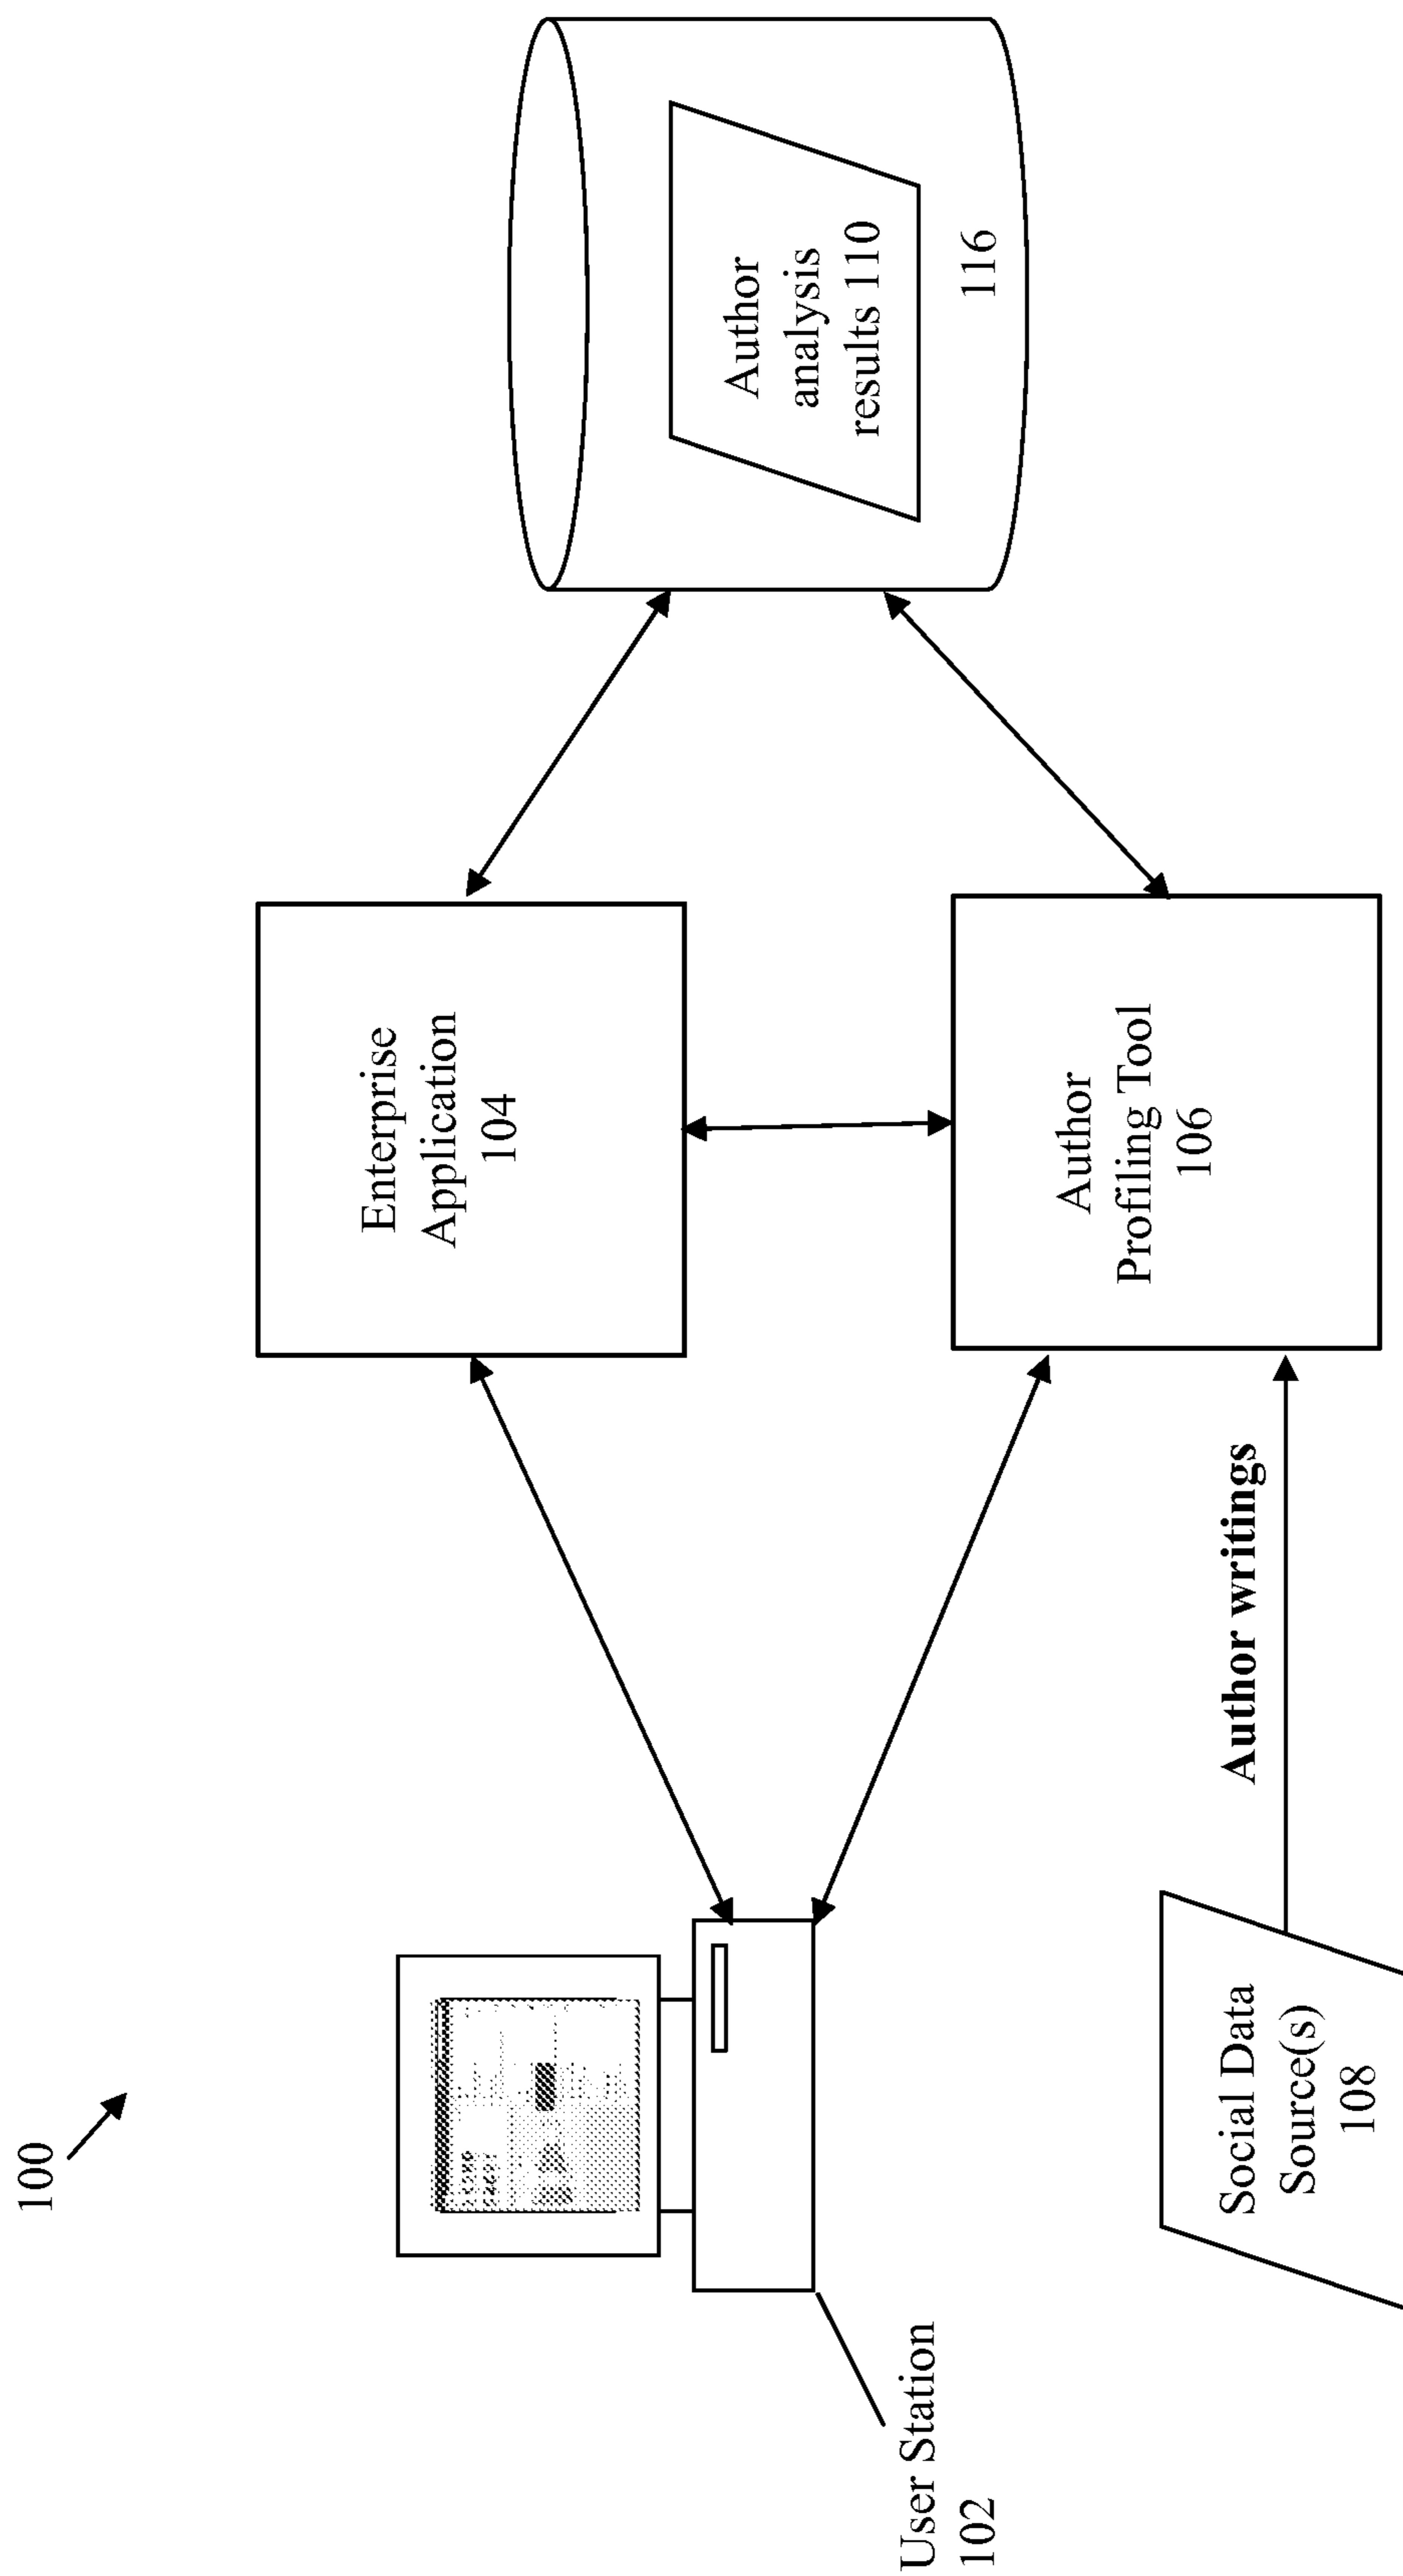 100
User Station
102
Social Data
Source(s)
108
Author writings
Enterprise
Application
104
Author
Profiling Tool
106
Author
analysis
results 110
116